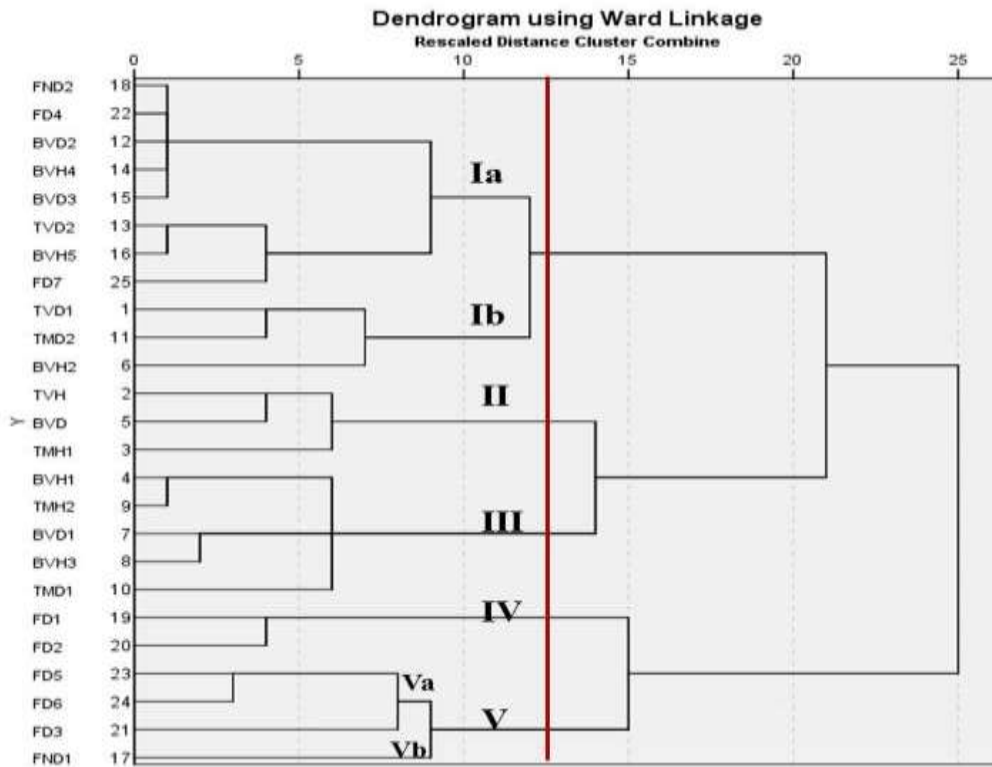 Dendrogram using Ward Linkage
Rescaled Distance Cluster Combine
0 5 10 15 20 25
FND2 18
FD4 22
BVD2 12
BVH4 14
Ia
BVD3 15
TVD2 13
BVH5 16
FD7 25
TVD1 1
Ib
TMD2 11
BVH2 6
TVH 2
II
Y
BVD 5
TMH1 3
BVH1 4
TMH2 9
III
BVD1 7
BVH3 8
TMD1 10
IV
FD1 19
FD2 20
FD5 23
Va
FD6 24
V
FD3 21
Vb
FND1 17